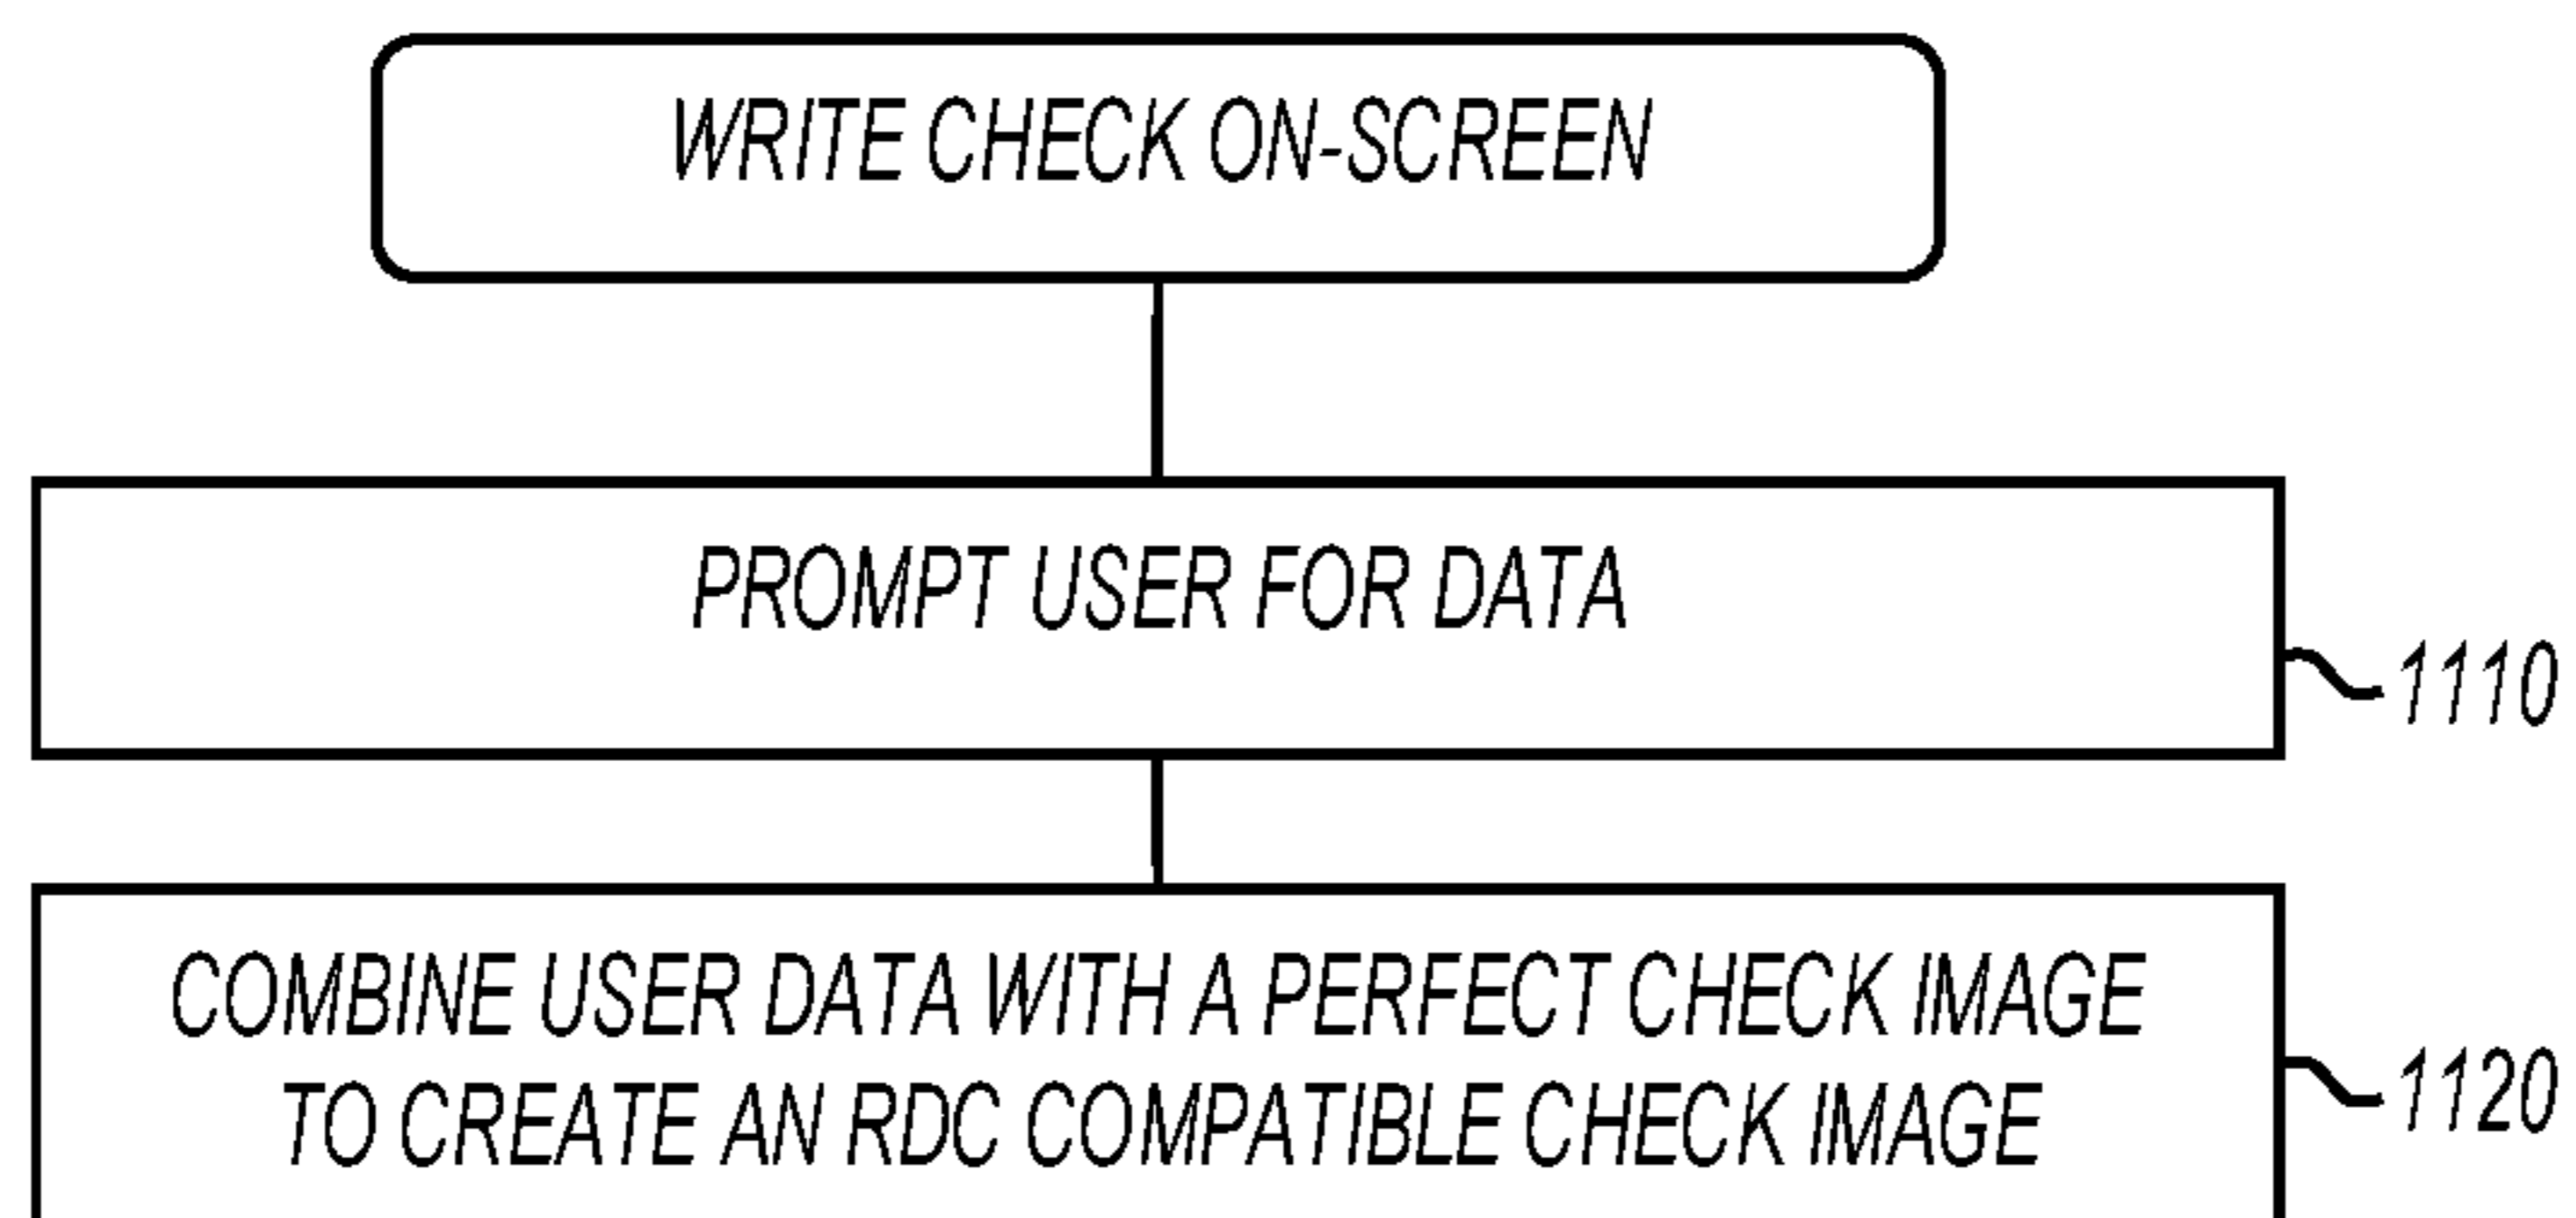 WRITE CHECK ON-SCREEN
PROMPT USER FOR DATA
1110
COMBINE USER DATA WITH A PERFECT CHECK IMAGE
TO CREATE AN RDC COMPATIBLE CHECK IMAGE
1120